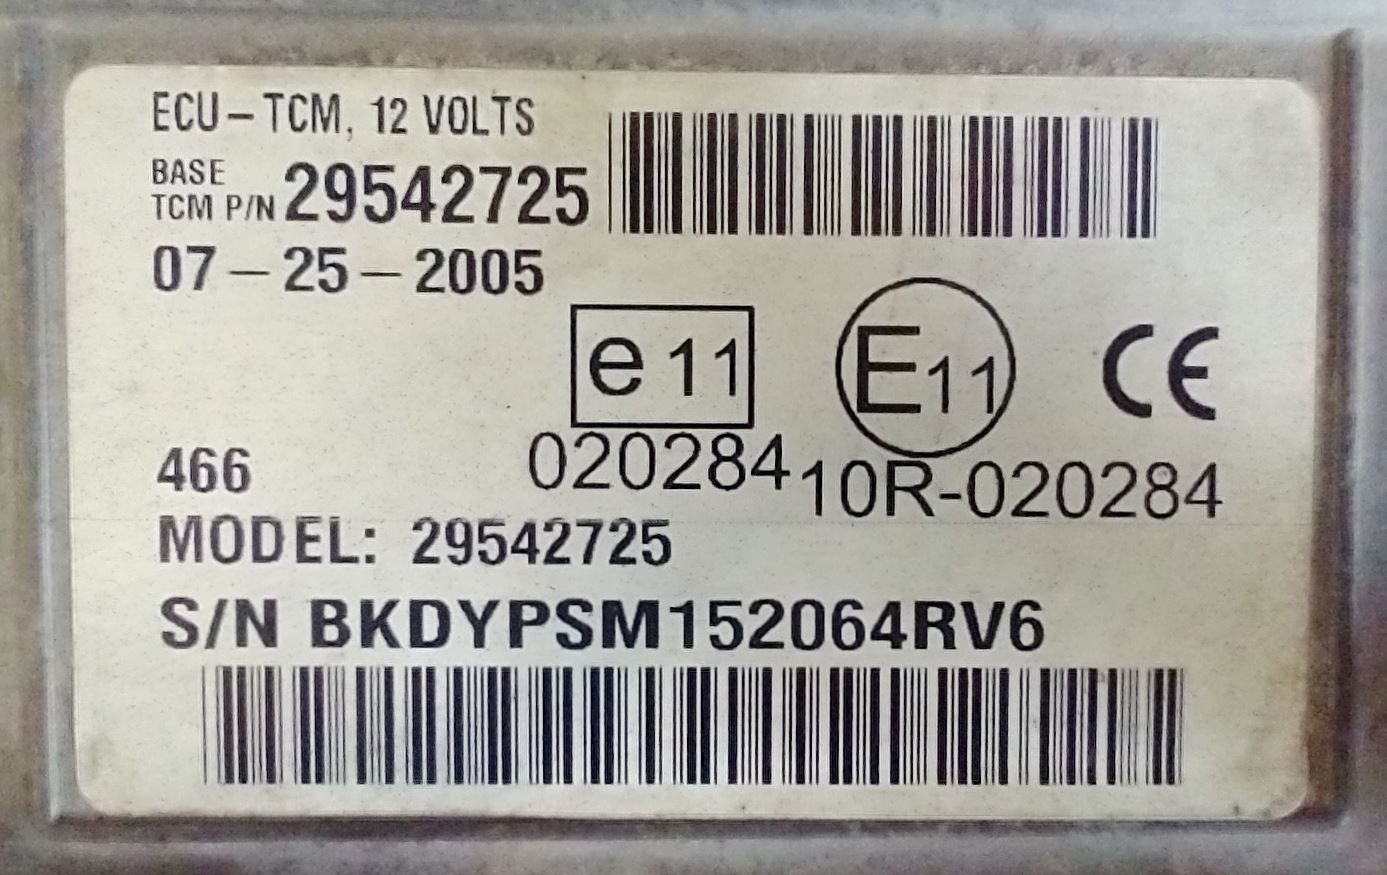 ECU – TCM, 12 VOLTS
BASE
TCM P/N 29542725
07 – 25 – 2005
e 11
E11
CE
020284
10R-020284
466
MODEL: 29542725
S/N BKDYPSM152064RV6